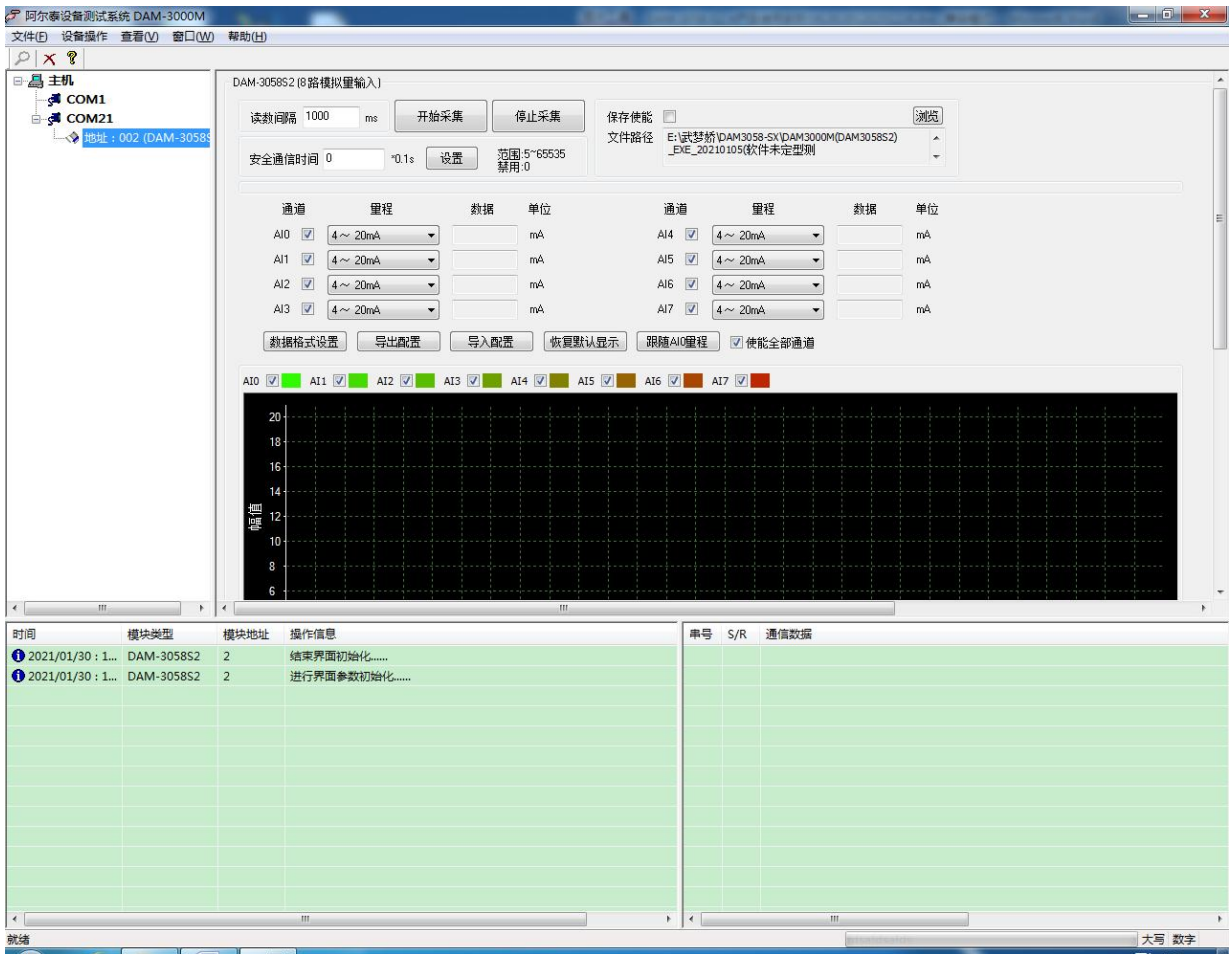 阿尔泰设备测试系统 DAM-3000M
文件(F) 设备操作 查看(V) 窗口(W) 帮助(H)
主机
COM1
COM21
地址：002 (DAM-3058S
DAM-3058S2 (8路模拟量输入)
读数间隔 1000 ms 开始采集 停止采集
安全通信时间 0 *0.1s 设置 范围:5~65535
禁用:0
保存使能 浏览
文件路径 E:\武梦娇\DAM3058-SX\DAM3000M(DAM3058S2)
_EXE_20210105(软件未定型测
通道 量程 数据 单位 通道 量程 数据 单位
AI0 4～ 20mA mA AI4 4～ 20mA mA
AI1 4～ 20mA mA AI5 4～ 20mA mA
AI2 4～ 20mA mA AI6 4～ 20mA mA
AI3 4～ 20mA mA AI7 4～ 20mA mA
数据格式设置 导出配置 导入配置 恢复默认显示 跟随AI0量程 使能全部通道
AI0 AI1 AI2 AI3 AI4 AI5 AI6 AI7
20
18
16
14
12
10
8
6
幅值
时间 模块类型 模块地址 操作信息
2021/01/30 : 1... DAM-3058S2 2 结束界面初始化......
2021/01/30 : 1... DAM-3058S2 2 进行界面参数初始化......
串号 S/R 通信数据
就绪 大写 数字